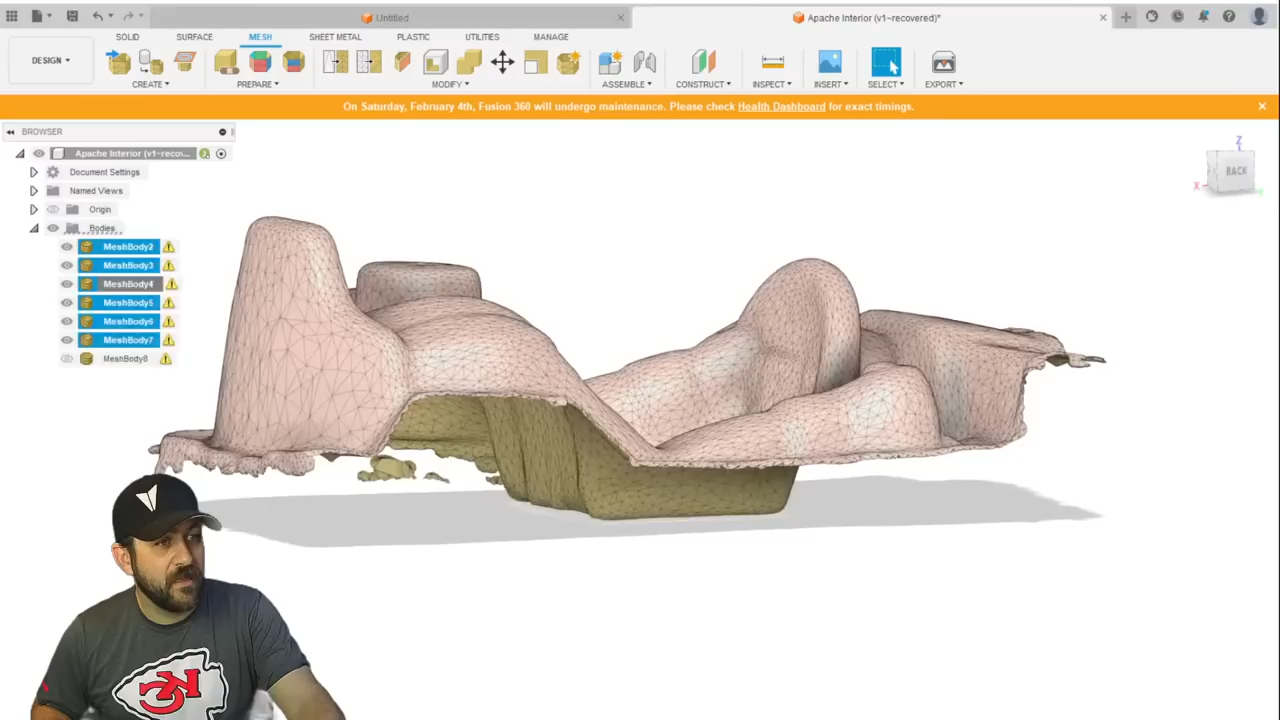 Untitled
Apache Interior (v1~recovered)*
DESIGN
SOLID SURFACE MESH SHEET METAL PLASTIC UTILITIES MANAGE
CREATE PREPARE MODIFY ASSEMBLE CONSTRUCT INSPECT INSERT SELECT EXPORT
On Saturday, February 4th, Fusion 360 will undergo maintenance. Please check Health Dashboard for exact timings.
BROWSER
Apache Interior (v1~recov...
Document Settings
Named Views
Origin
Bodies
MeshBody2
MeshBody3
MeshBody4
MeshBody5
MeshBody6
MeshBody7
MeshBody8
Z
BACK
X
Y
KC